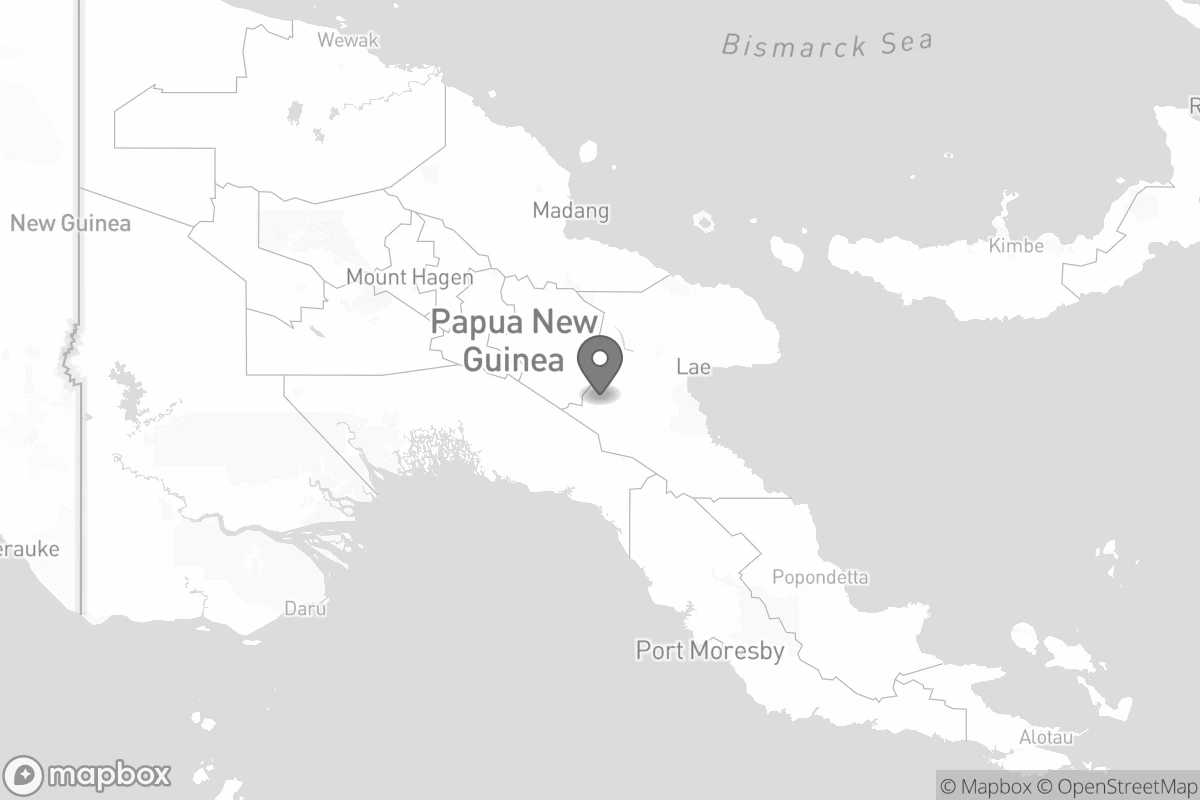 Wewak
Bismarck Sea
R
Madang
New Guinea
Kimbe
Mount Hagen
Papua New
Guinea
Lae
erauke
Popondetta
Daru
Port Moresby
Alotau
mapbox
© Mapbox © OpenStreetMap